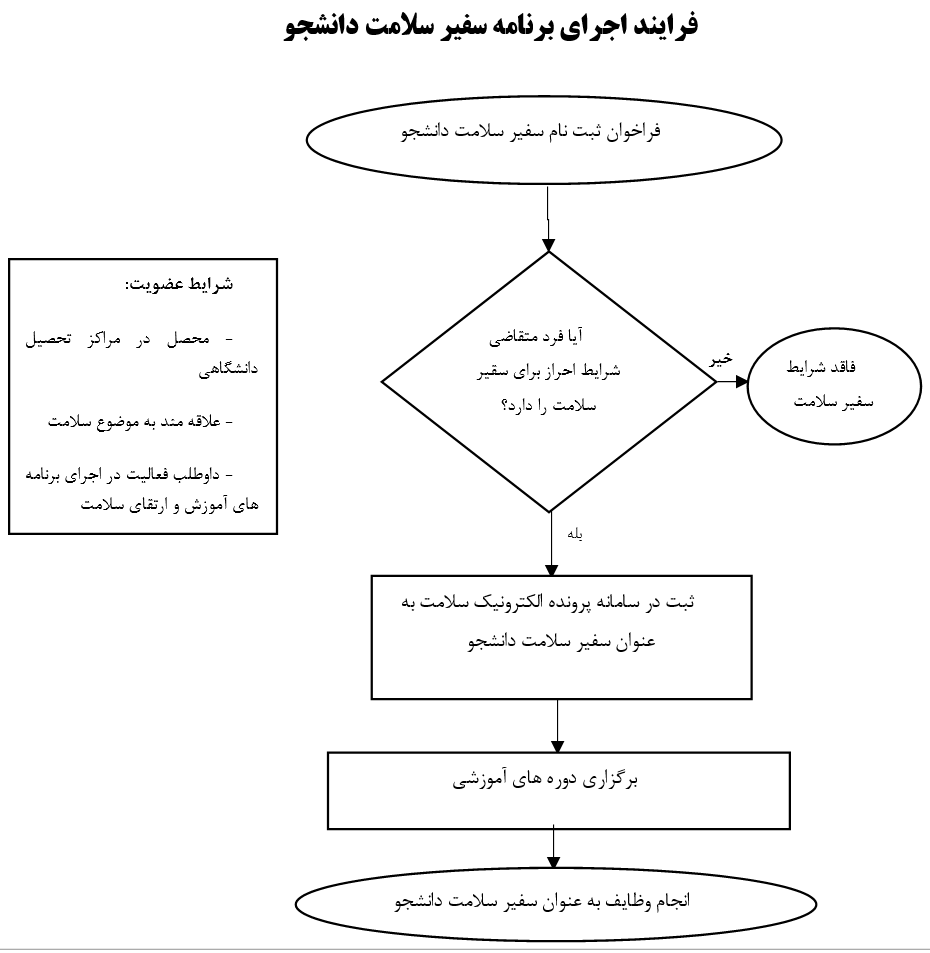 فرایند اجرای برنامه سفیر سلامت دانشجو
فراخوان ثبت نام سفیر سلامت دانشجو
شرایط عضویت:
- محصل در مراکز تحصیل
دانشگاهی
- علاقه مند به موضوع سلامت
- داوطلب فعالیت در اجرای برنامه
های آموزش و ارتقای سلامت
آیا فرد متقاضی
شرایط احراز برای سفیر
سلامت را دارد؟
خیر
فاقد شرایط
سفیر سلامت
یله
ثبت در سامانه پرونده الکترونیک سلامت به
عنوان سفیر سلامت دانشجو
برگزاری دوره های آموزشی
انجام وظایف به عنوان سفیر سلامت دانشجو